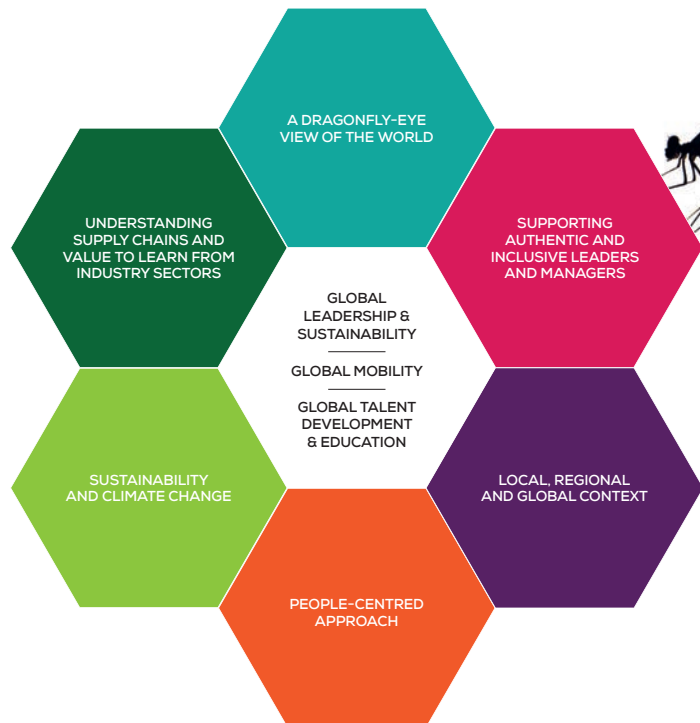 A DRAGONFLY-EYE
VIEW OF THE WORLD
UNDERSTANDING
SUPPLY CHAINS AND
VALUE TO LEARN FROM
INDUSTRY SECTORS
SUPPORTING
AUTHENTIC AND
INCLUSIVE LEADERS
AND MANAGERS
GLOBAL
LEADERSHIP &
SUSTAINABILITY
GLOBAL MOBILITY
GLOBAL TALENT
DEVELOPMENT
& EDUCATION
SUSTAINABILITY
AND CLIMATE CHANGE
LOCAL, REGIONAL
AND GLOBAL CONTEXT
PEOPLE-CENTRED
APPROACH